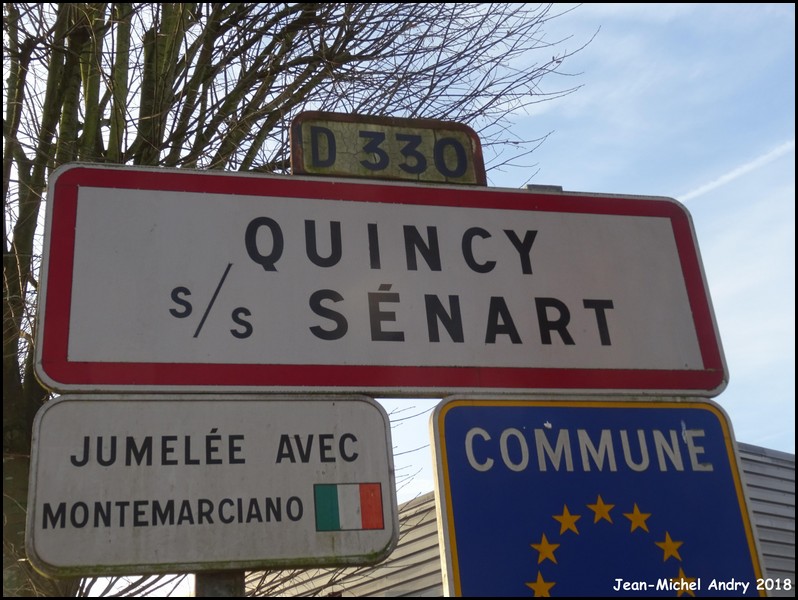 D 330
QUINCY
s/s SÉNART
JUMELÉE AVEC
MONTEMARCIANO
COMMUNE
Jean-Michel Andry 2018